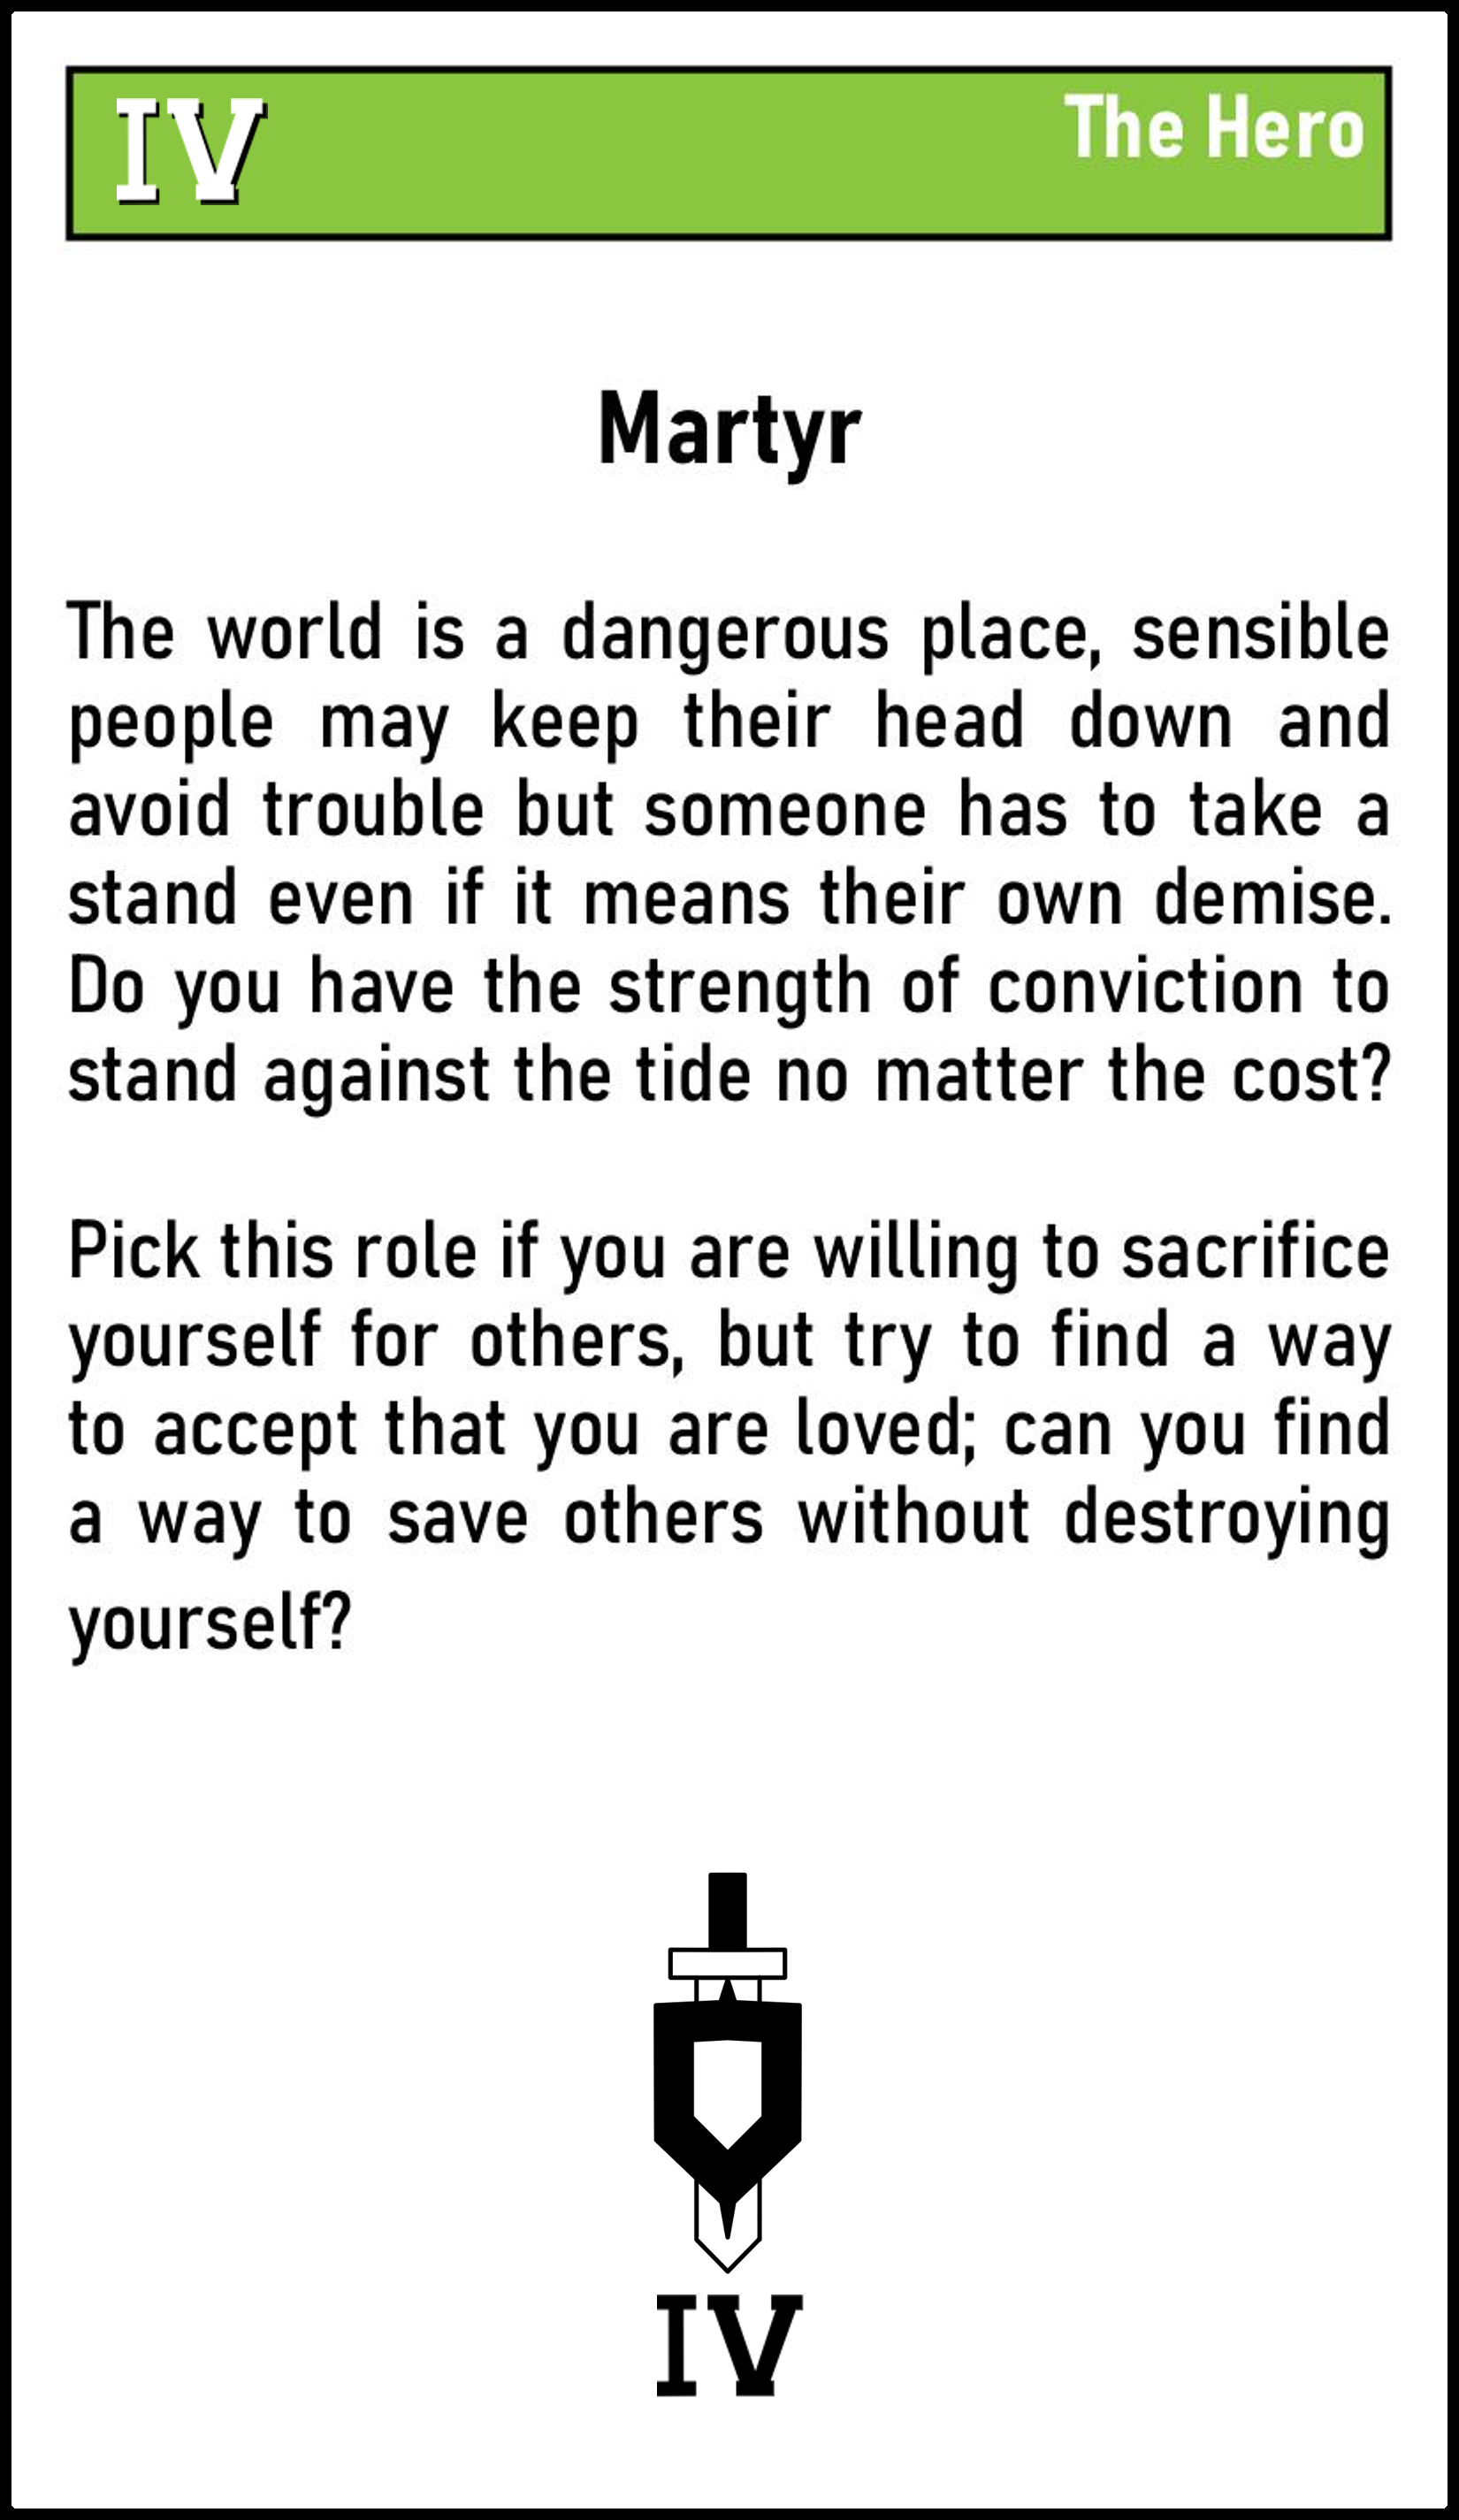 IV
The Hero
Martyr
The world is a dangerous place, sensible
people may keep their head down and
avoid trouble but someone has to take a
stand even if it means their own demise.
Do you have the strength of conviction to
stand against the tide no matter the cost?
Pick this role if you are willing to sacrifice
yourself for others, but try to find a way
to accept that you are loved; can you find
a way to save others without destroying
yourself?
IV